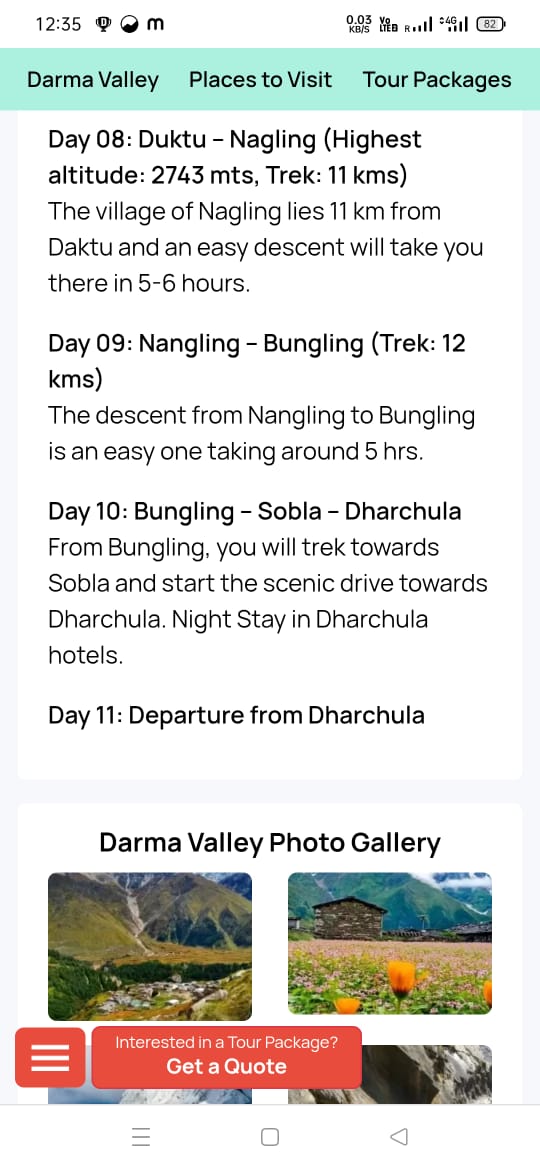 12:35 m 0.03 KB/S Vo LTE R 4G 82
Darma Valley Places to Visit Tour Packages
Day 08: Duktu – Nagling (Highest
altitude: 2743 mts, Trek: 11 kms)
The village of Nagling lies 11 km from
Daktu and an easy descent will take you
there in 5-6 hours.
Day 09: Nangling – Bungling (Trek: 12
kms)
The descent from Nangling to Bungling
is an easy one taking around 5 hrs.
Day 10: Bungling – Sobla – Dharchula
From Bungling, you will trek towards
Sobla and start the scenic drive towards
Dharchula. Night Stay in Dharchula
hotels.
Day 11: Departure from Dharchula
Darma Valley Photo Gallery
Interested in a Tour Package?
Get a Quote